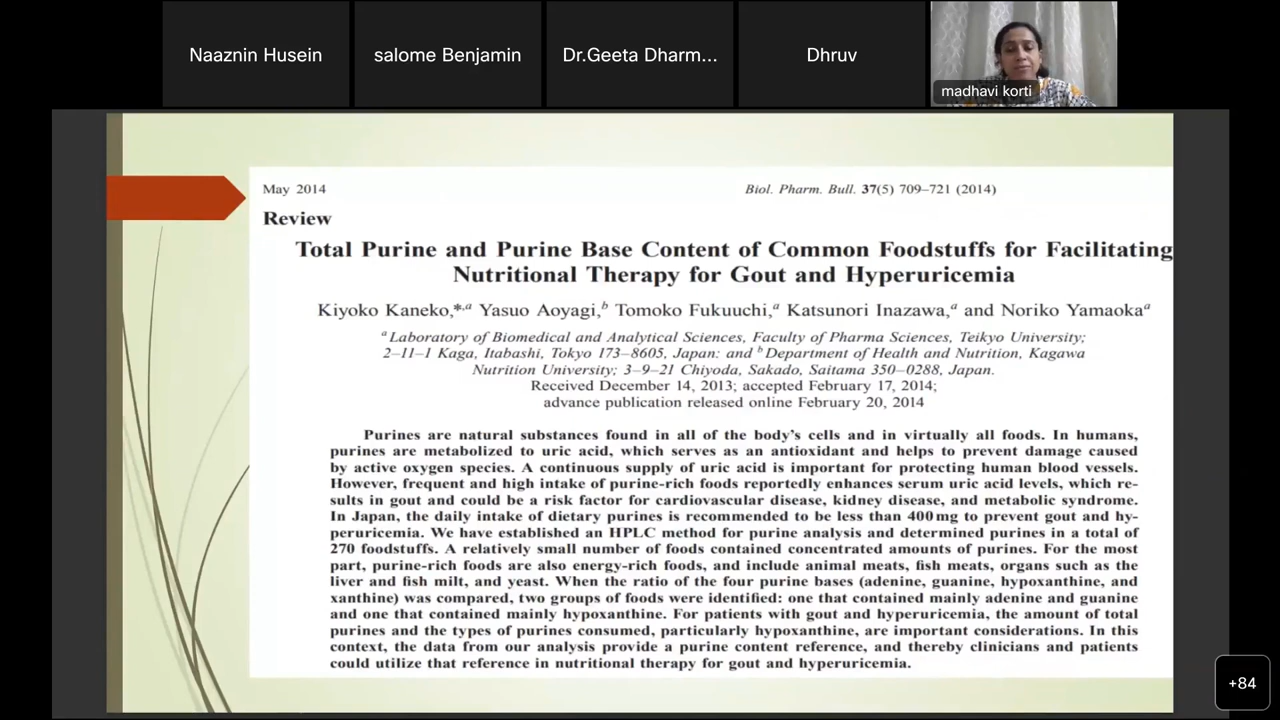 Naaznin Husein
salome Benjamin
Dr.Geeta Dharm...
Dhruv
madhavi korti
May 2014
Biol. Pharm. Bull. 37(5) 709–721 (2014)
Review
Total Purine and Purine Base Content of Common Foodstuffs for Facilitating
Nutritional Therapy for Gout and Hyperuricemia
Kiyoko Kaneko,*,a Yasuo Aoyagi,b Tomoko Fukuuchi,a Katsunori Inazawa,a and Noriko Yamaokaa
a Laboratory of Biomedical and Analytical Sciences, Faculty of Pharma Sciences, Teikyo University;
2–11–1 Kaga, Itabashi, Tokyo 173–8605, Japan: and b Department of Health and Nutrition, Kagawa
Nutrition University; 3–9–21 Chiyoda, Sakado, Saitama 350–0288, Japan.
Received December 14, 2013; accepted February 17, 2014;
advance publication released online February 20, 2014
Purines are natural substances found in all of the body's cells and in virtually all foods. In humans,
purines are metabolized to uric acid, which serves as an antioxidant and helps to prevent damage caused
by active oxygen species. A continuous supply of uric acid is important for protecting human blood vessels.
However, frequent and high intake of purine-rich foods reportedly enhances serum uric acid levels, which re-
sults in gout and could be a risk factor for cardiovascular disease, kidney disease, and metabolic syndrome.
In Japan, the daily intake of dietary purines is recommended to be less than 400 mg to prevent gout and hy-
peruricemia. We have established an HPLC method for purine analysis and determined purines in a total of
270 foodstuffs. A relatively small number of foods contained concentrated amounts of purines. For the most
part, purine-rich foods are also energy-rich foods, and include animal meats, fish meats, organs such as the
liver and fish milt, and yeast. When the ratio of the four purine bases (adenine, guanine, hypoxanthine, and
xanthine) was compared, two groups of foods were identified: one that contained mainly adenine and guanine
and one that contained mainly hypoxanthine. For patients with gout and hyperuricemia, the amount of total
purines and the types of purines consumed, particularly hypoxanthine, are important considerations. In this
context, the data from our analysis provide a purine content reference, and thereby clinicians and patients
could utilize that reference in nutritional therapy for gout and hyperuricemia.
+84